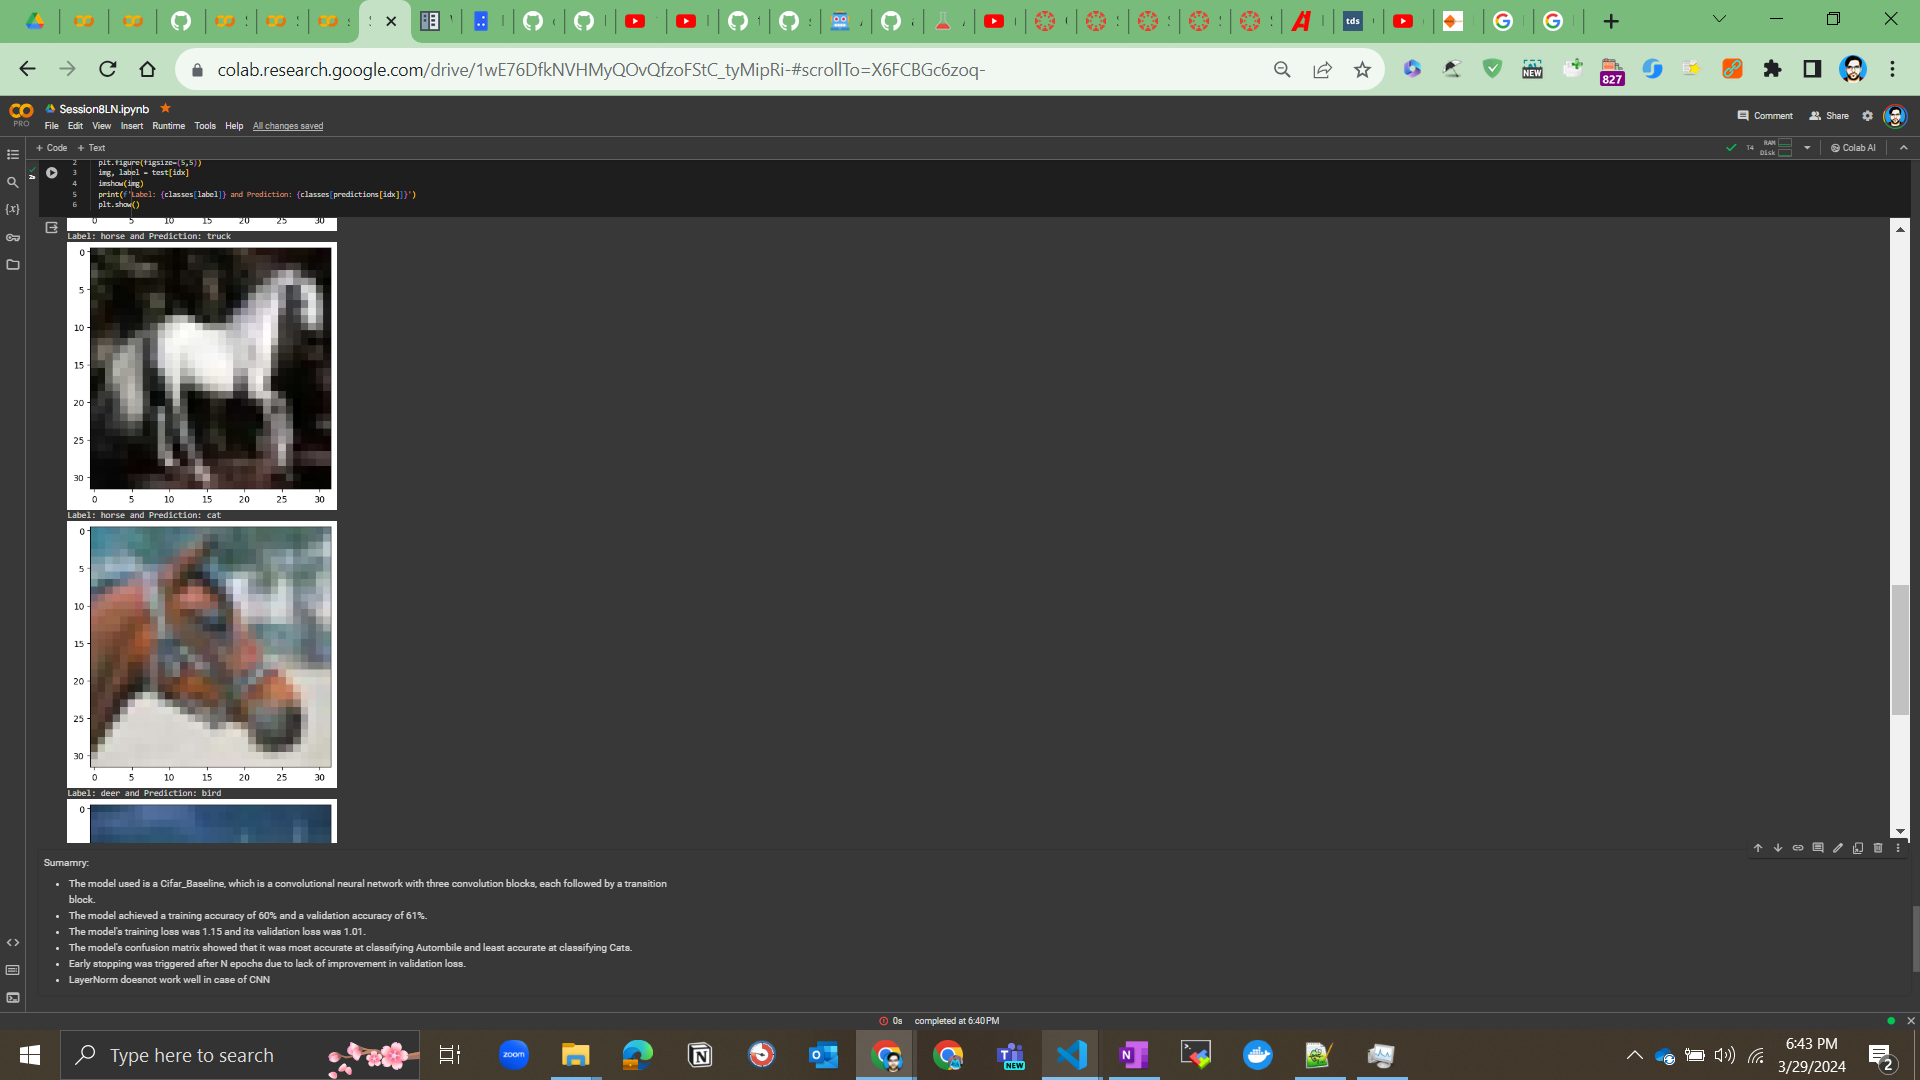 colab.research.google.com/drive/1wE76DfkNVHMyQOvQfzoFStC_tyMipRi-#scrollTo=X6FCBGc6zoq-
NEW
827
PRO
Session8LN.ipynb
Comment
Share
File Edit View Insert Runtime Tools Help All changes saved
+ Code + Text
T4
RAM
Disk
Colab AI
2 plt.figure(figsize=(5,5))
3 img, label = test[idx]
4 imshow(img)
5 print(f'Label: {classes[label]} and Prediction: {classes[predictions[idx]]}')
6 plt.show()
0 5 10 15 20 25 30
Label: horse and Prediction: truck
0
5
10
15
20
25
30
0 5 10 15 20 25 30
Label: horse and Prediction: cat
0
5
10
15
20
25
30
0 5 10 15 20 25 30
Label: deer and Prediction: bird
0
Sumamry:
The model used is a Cifar_Baseline, which is a convolutional neural network with three convolution blocks, each followed by a transition
block.
The model achieved a training accuracy of 60% and a validation accuracy of 61%.
The model's training loss was 1.15 and its validation loss was 1.01.
The model's confusion matrix showed that it was most accurate at classifying Autombile and least accurate at classifying Cats.
Early stopping was triggered after N epochs due to lack of improvement in validation loss.
LayerNorm doesnot work well in case of CNN
0s completed at 6:40 PM
Type here to search
zoom
NEW
6:43 PM
3/29/2024
2